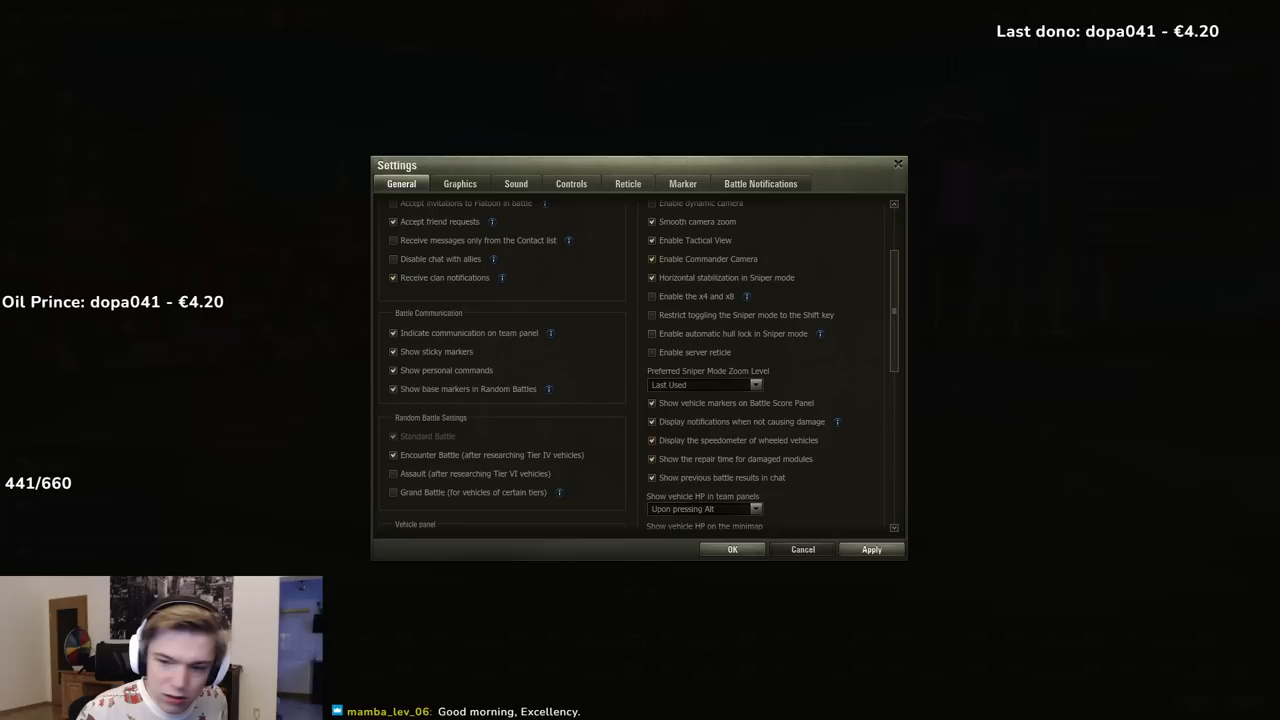 Last dono: dopa041 - €4.20
Settings
General
Graphics
Sound
Controls
Reticle
Marker
Battle Notifications
Accept invitations to Platoon in battle
Accept friend requests
Receive messages only from the Contact list
Disable chat with allies
Receive clan notifications
Battle Communication
Indicate communication on team panel
Show sticky markers
Show personal commands
Show base markers in Random Battles
Random Battle Settings
Standard Battle
Encounter Battle (after researching Tier IV vehicles)
Assault (after researching Tier VI vehicles)
Grand Battle (for vehicles of certain tiers)
Vehicle panel
Enable dynamic camera
Smooth camera zoom
Enable Tactical View
Enable Commander Camera
Horizontal stabilization in Sniper mode
Enable the x4 and x8
Restrict toggling the Sniper mode to the Shift key
Enable automatic hull lock in Sniper mode
Enable server reticle
Preferred Sniper Mode Zoom Level
Last Used
Show vehicle markers on Battle Score Panel
Display notifications when not causing damage
Display the speedometer of wheeled vehicles
Show the repair time for damaged modules
Show previous battle results in chat
Show vehicle HP in team panels
Upon pressing Alt
Show vehicle HP on the minimap
OK
Cancel
Apply
Oil Prince: dopa041 - €4.20
441/660
mamba_lev_06: Good morning, Excellency.